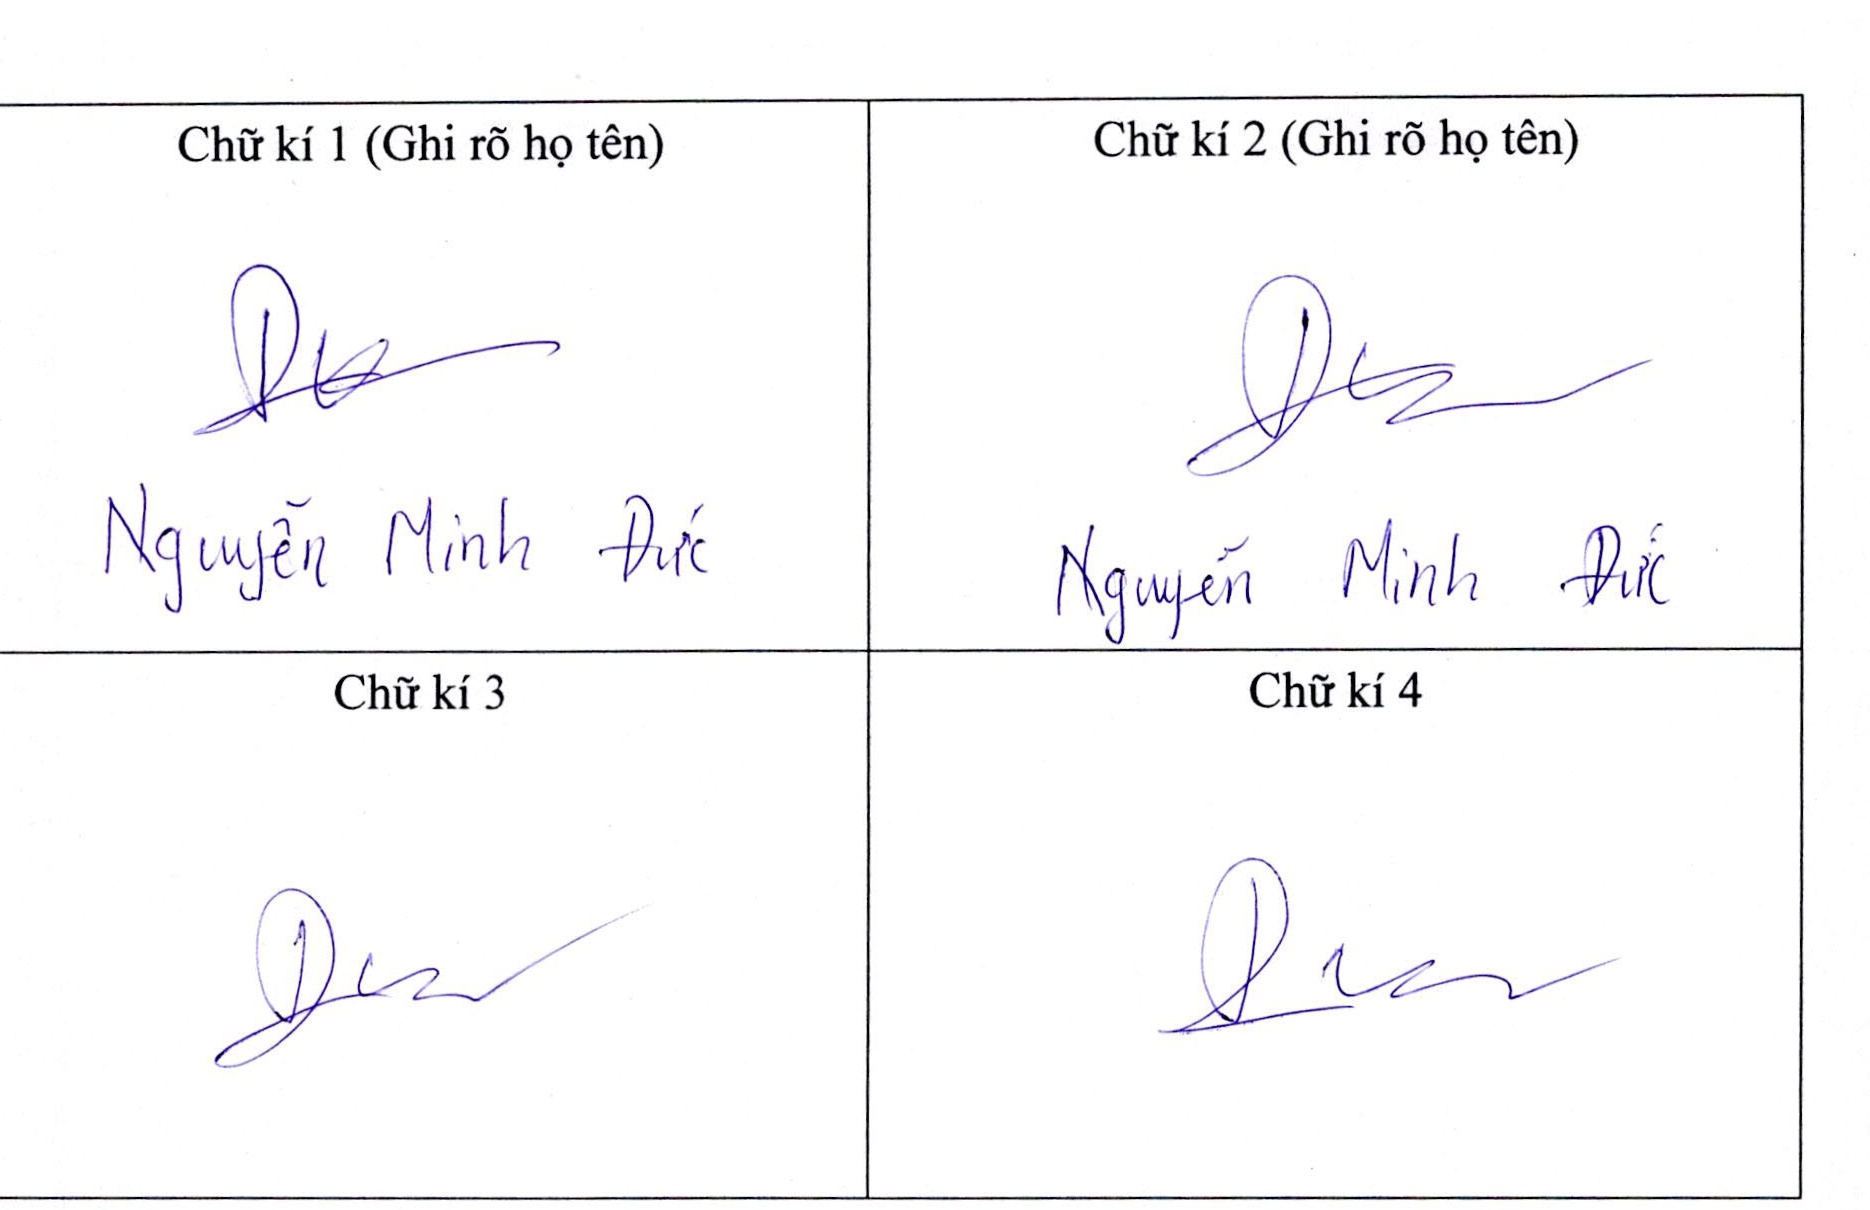 Chữ kí 1 (Ghi rõ họ tên)
Nguyễn Minh Đức
Chữ kí 2 (Ghi rõ họ tên)
Nguyễn Minh Đức
Chữ kí 3
Chữ kí 4